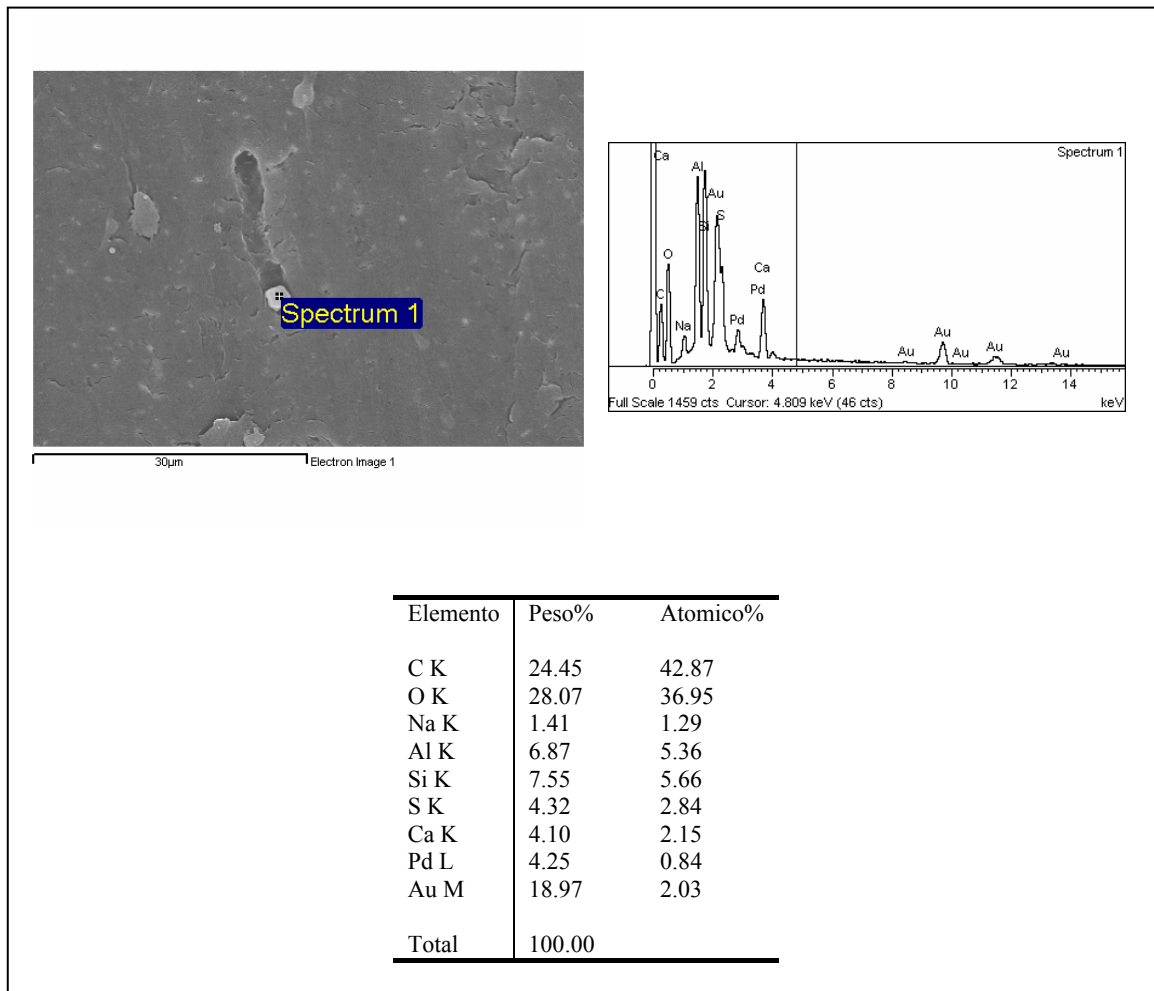 Spectrum 1
30µm
Electron Image 1
Spectrum 1
Ca
Al
Au
S
Si
O
C
Na
Pd
Ca
Pd
Au
Au
Au
Au
Au
0 2 4 6 8 10 12 14
Full Scale 1459 cts Cursor: 4.809 keV (46 cts) keV
Elemento Peso% Atomico%
C K 24.45 42.87
O K 28.07 36.95
Na K 1.41 1.29
Al K 6.87 5.36
Si K 7.55 5.66
S K 4.32 2.84
Ca K 4.10 2.15
Pd L 4.25 0.84
Au M 18.97 2.03
Total 100.00